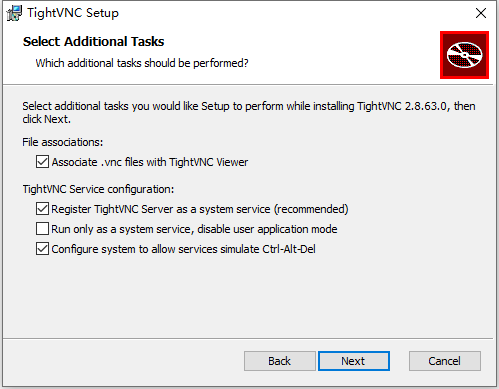 TightVNC Setup
Select Additional Tasks
Which additional tasks should be performed?
Select additional tasks you would like Setup to perform while installing TightVNC 2.8.63.0, then
click Next.
File associations:
Associate .vnc files with TightVNC Viewer
TightVNC Service configuration:
Register TightVNC Server as a system service (recommended)
Run only as a system service, disable user application mode
Configure system to allow services simulate Ctrl-Alt-Del
Back
Next
Cancel